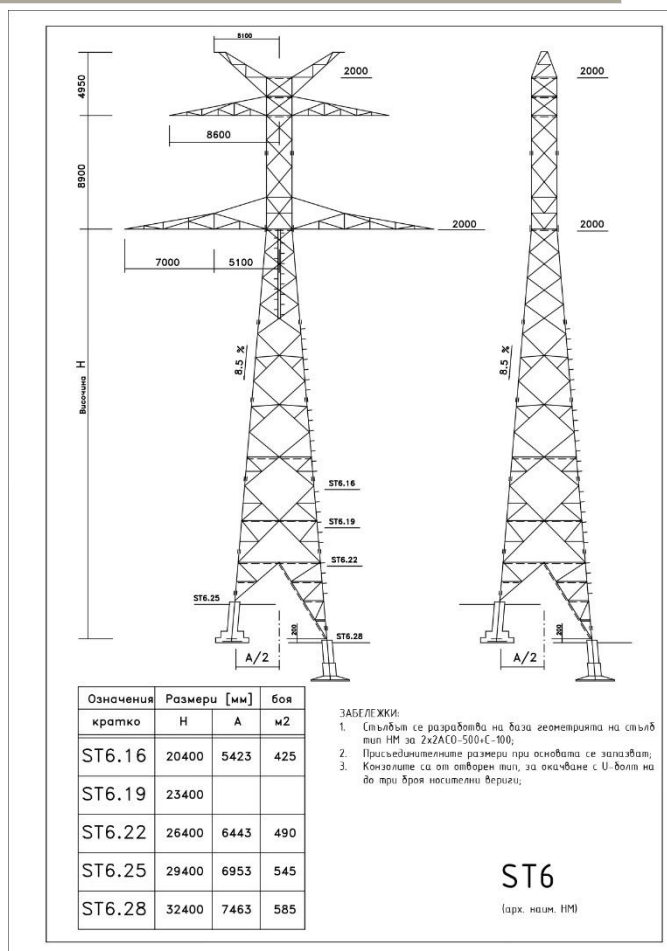 5100
2000
2000
4950
8600
8900
2000
2000
7000
5100
8.5 %
8.5 %
Височина H
ST6.16
ST6.19
ST6.22
ST6.25
200
ST6.28
200
A/2
A/2
Означения Размери [мм] боя
кратко H A м2
ST6.16 20400 5423 425
ST6.19 23400
ST6.22 26400 6443 490
ST6.25 29400 6953 545
ST6.28 32400 7463 585
ЗАБЕЛЕЖКИ:
1. Стълбът се разработва на база геометрията на стълб
тип НМ за 2x2АСО-500+С-100;
2. Присъединителните размери при основата се запазват;
3. Конзолите са от отворен тип, за окачване с U-болт на
до три броя носителни вериги;
ST6
(арх. наим. НМ)